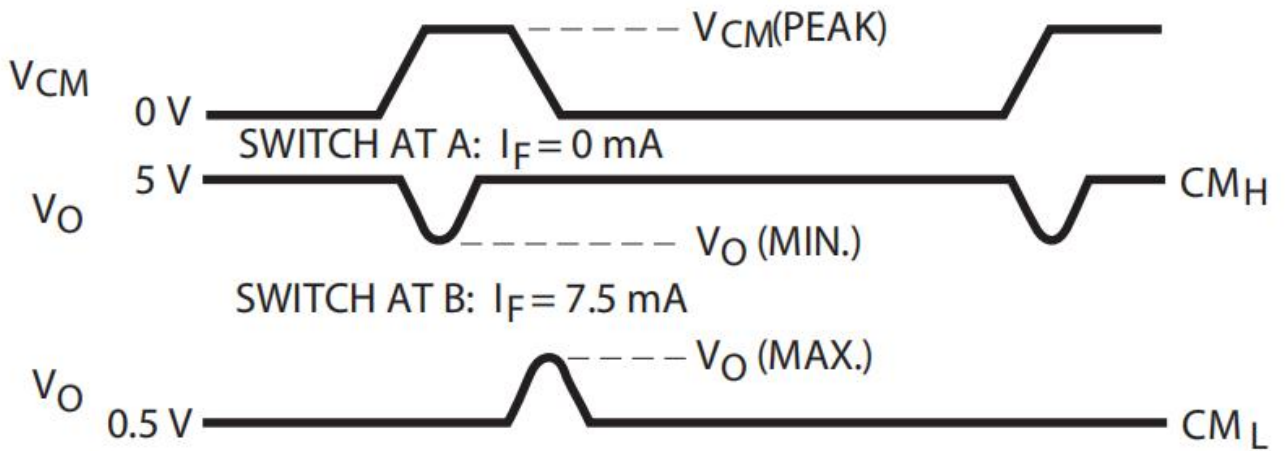 VCM(PEAK)
VCM
0 V
SWITCH AT A: IF = 0 mA
5 V
CMH
VO
VO (MIN.)
SWITCH AT B: IF = 7.5 mA
VO (MAX.)
VO
0.5 V
CML